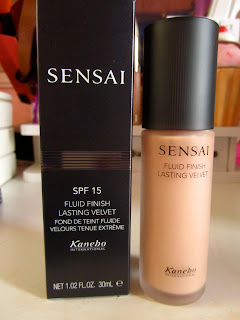 SENSAI
SPF 15
FLUID FINISH
LASTING VELVET
FOND DE TEINT FLUIDE
VELOURS TENUE EXTRÊME
Kanebo
INTERNATIONAL
NET 1.02 FL.OZ. 30mL ℮
SENSAI
FLUID FINISH
LASTING VELVET
Kanebo
INTERNATIONAL